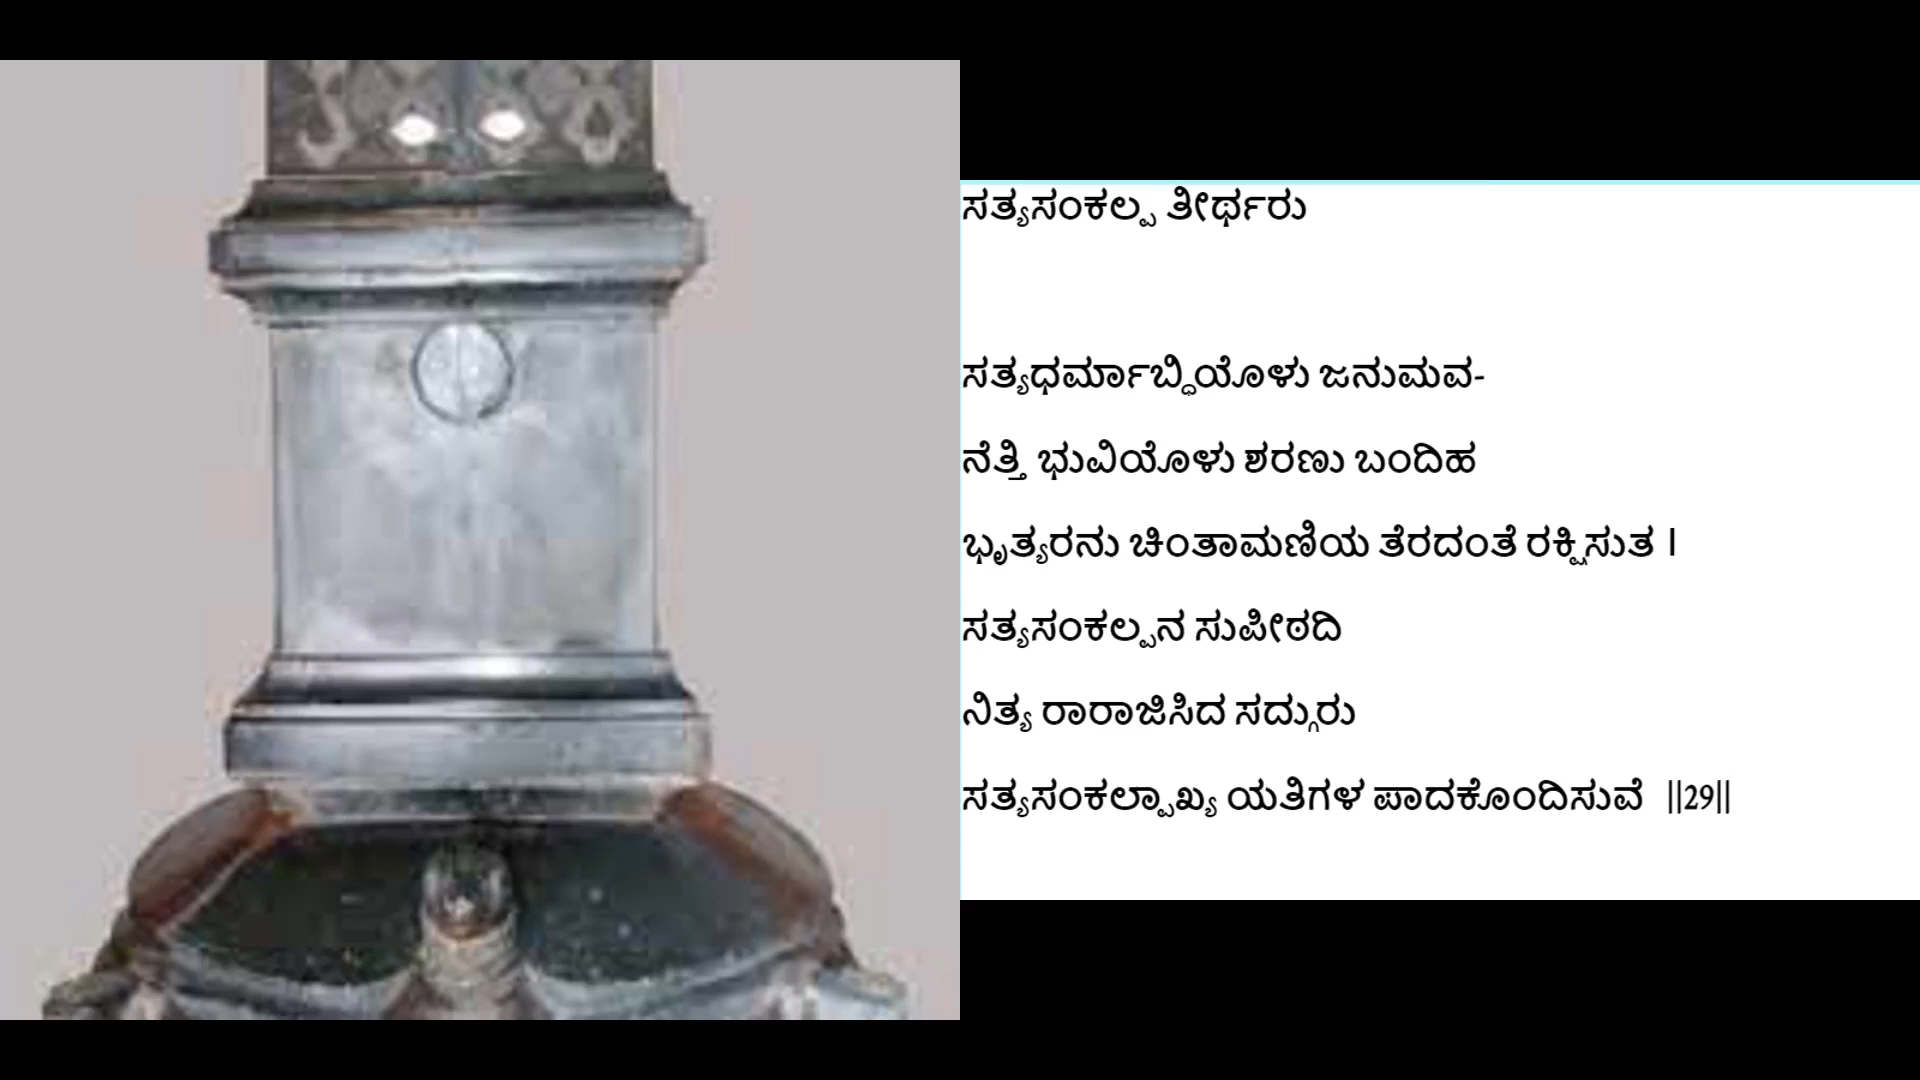 ಸತ್ಯಸಂಕಲ್ಪ ತೀರ್ಥರು
ಸತ್ಯಧರ್ಮಾಬ್ಧಿಯೊಳು ಜನುಮವ-
ನೆತ್ತಿ ಭುವಿಯೊಳು ಶರಣು ಬಂದಿಹ
ಭೃತ್ಯರನು ಚಿಂತಾಮಣಿಯ ತೆರದಂತೆ ರಕ್ಷಿಸುತ |
ಸತ್ಯಸಂಕಲ್ಪನ ಸುಪೀಠದಿ
ನಿತ್ಯ ರಾರಾಜಿಸಿದ ಸದ್ಗುರು
ಸತ್ಯಸಂಕಲ್ಪಾಖ್ಯ ಯತಿಗಳ ಪಾದಕೊಂದಿಸುವೆ ||29||